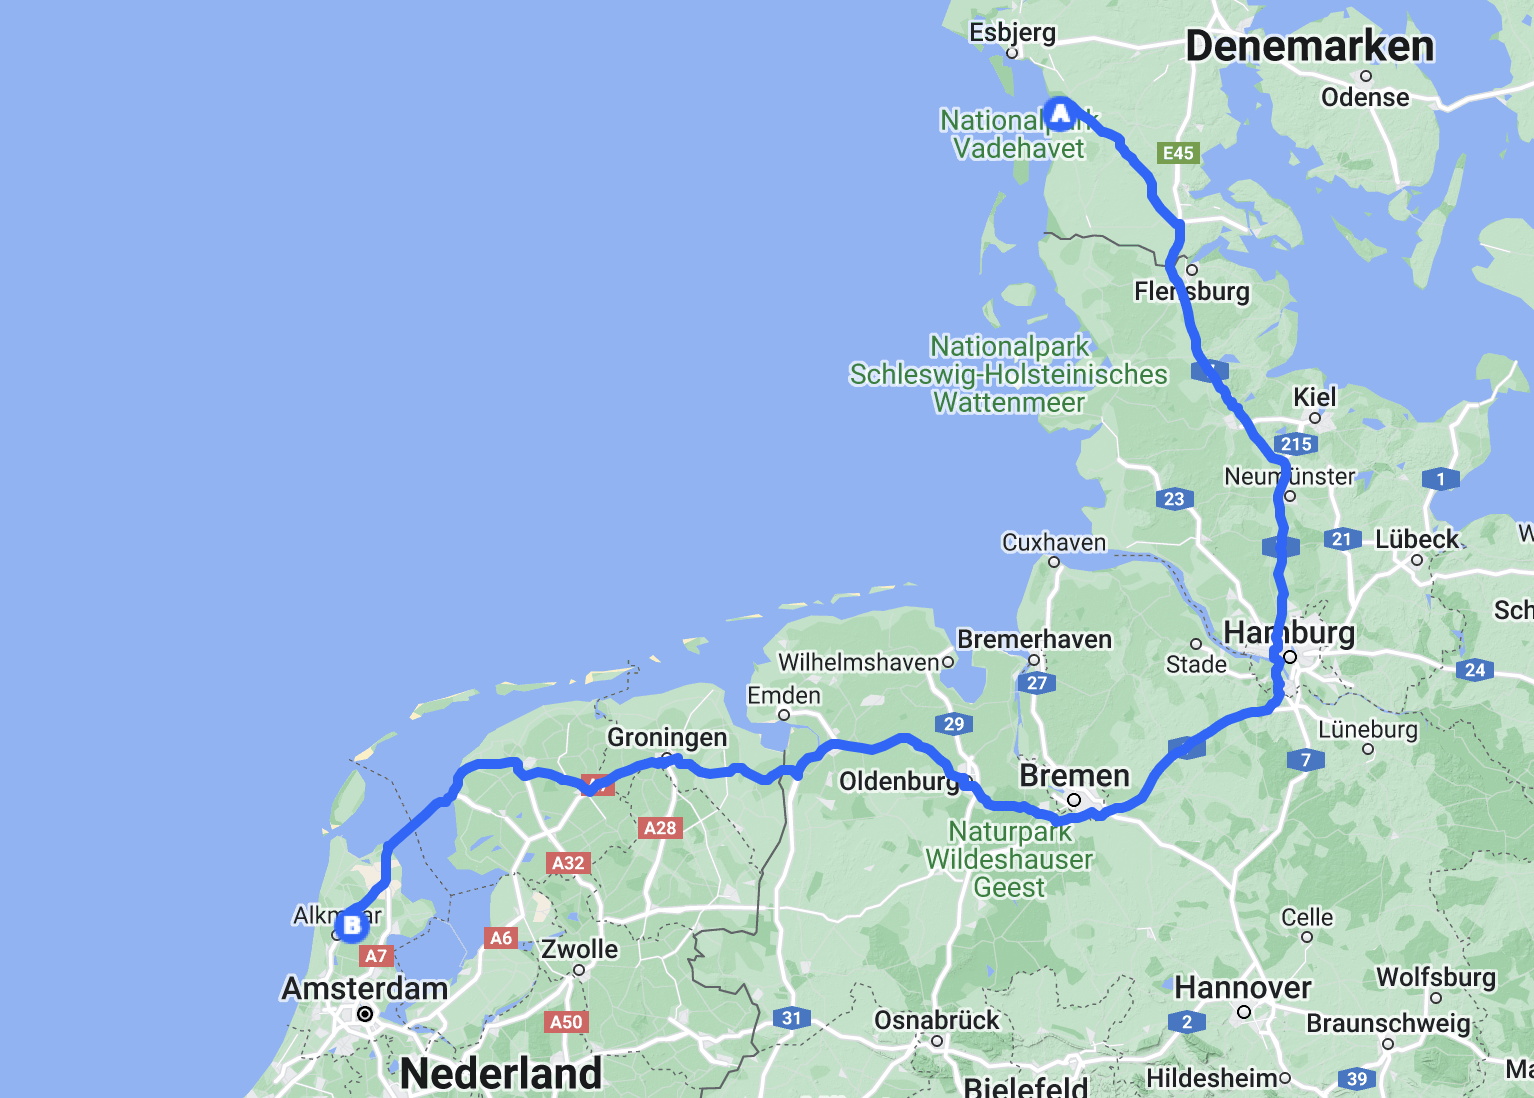 Esbjerg
Denemarken
Odense
A
Nationalpark
Vadehavet
E45
Flensburg
Nationalpark
Schleswig-Holsteinisches
Wattenmeer
Kiel
215
Neumünster
1
23
21
Lübeck
Cuxhaven
Hamburg
Sch
Bremerhaven
Wilhelmshaven
Stade
24
27
Emden
29
Lüneburg
Groningen
7
Oldenburg
Bremen
A7
A28
Naturpark
Wildeshauser
Geest
A32
Alkmaar
B
Celle
A6
A7
Zwolle
Amsterdam
Hannover
Wolfsburg
A50
31
Osnabrück
2
Braunschweig
Nederland
Bielefeld
Hildesheim
39